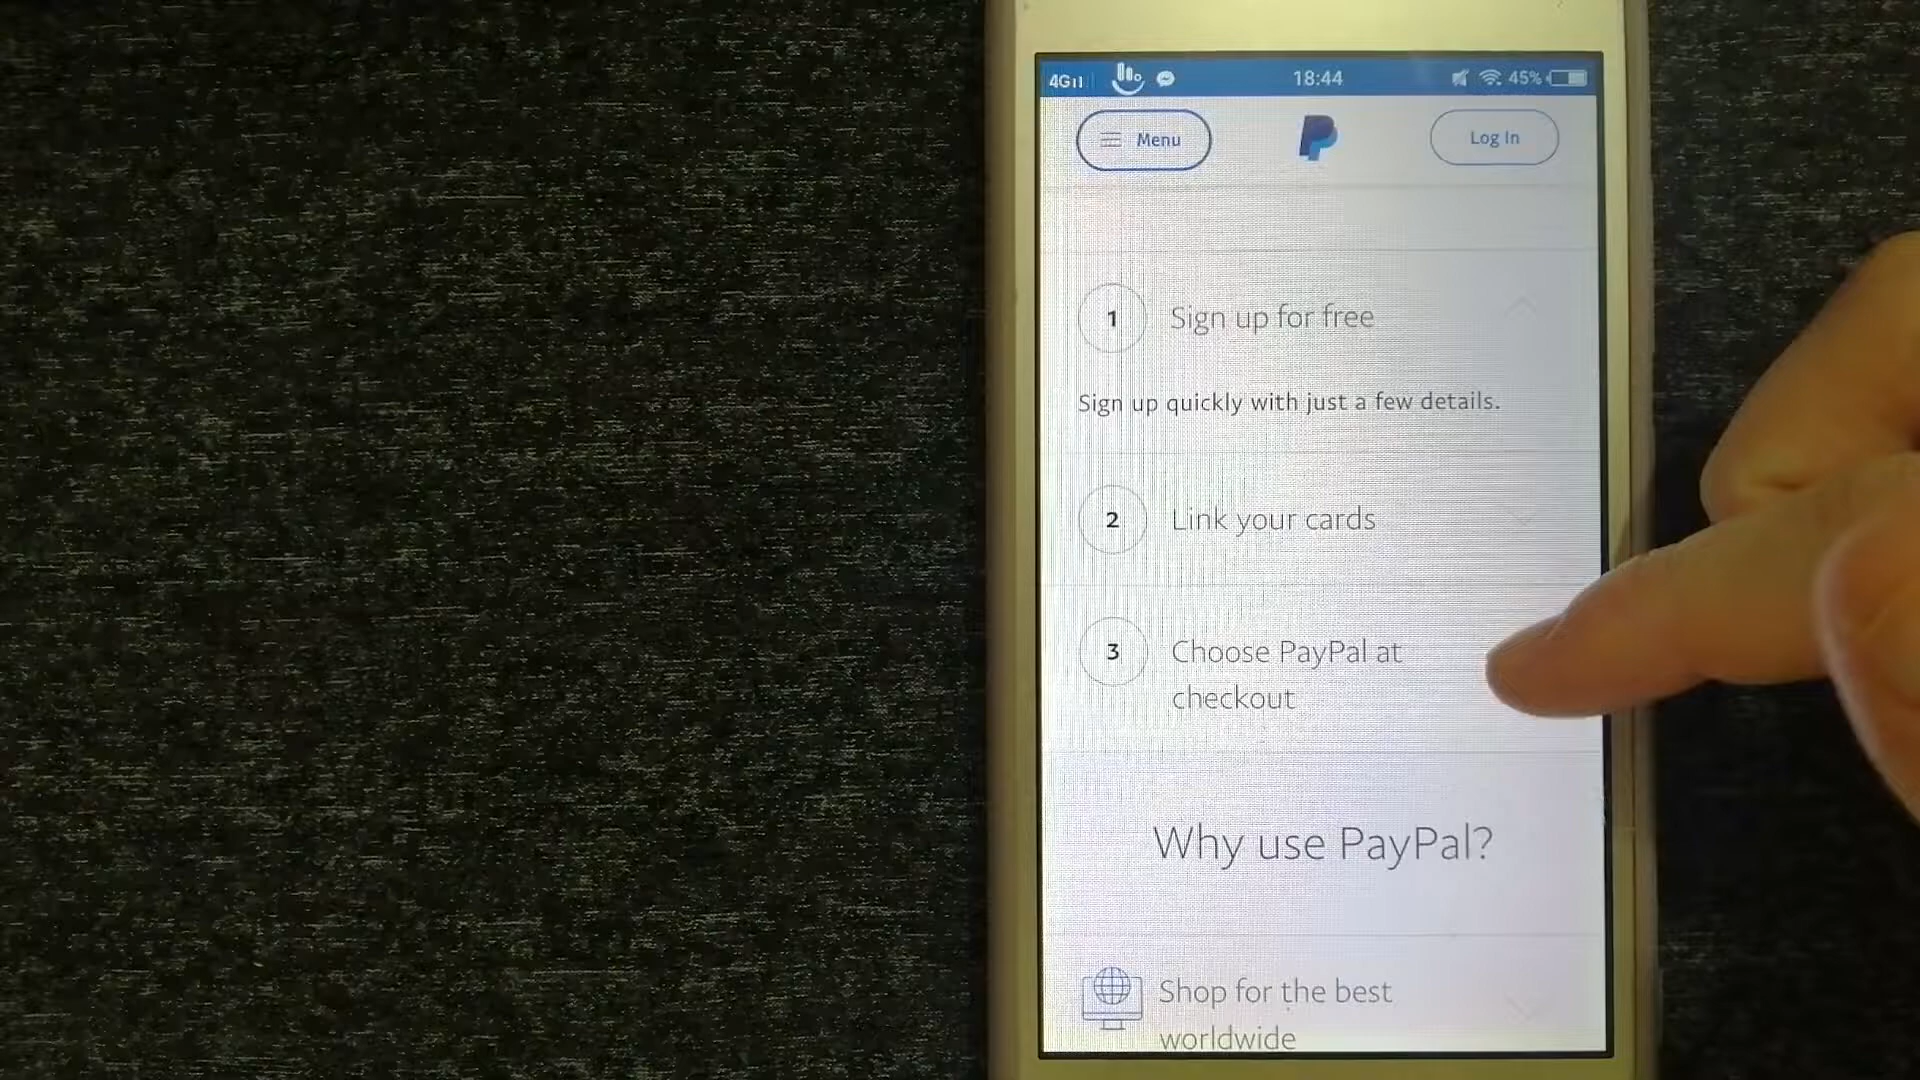 4G
18:44
45%
Menu
Log In
1 Sign up for free
Sign up quickly with just a few details.
2 Link your cards
3 Choose PayPal at
checkout
Why use PayPal?
Shop for the best
worldwide